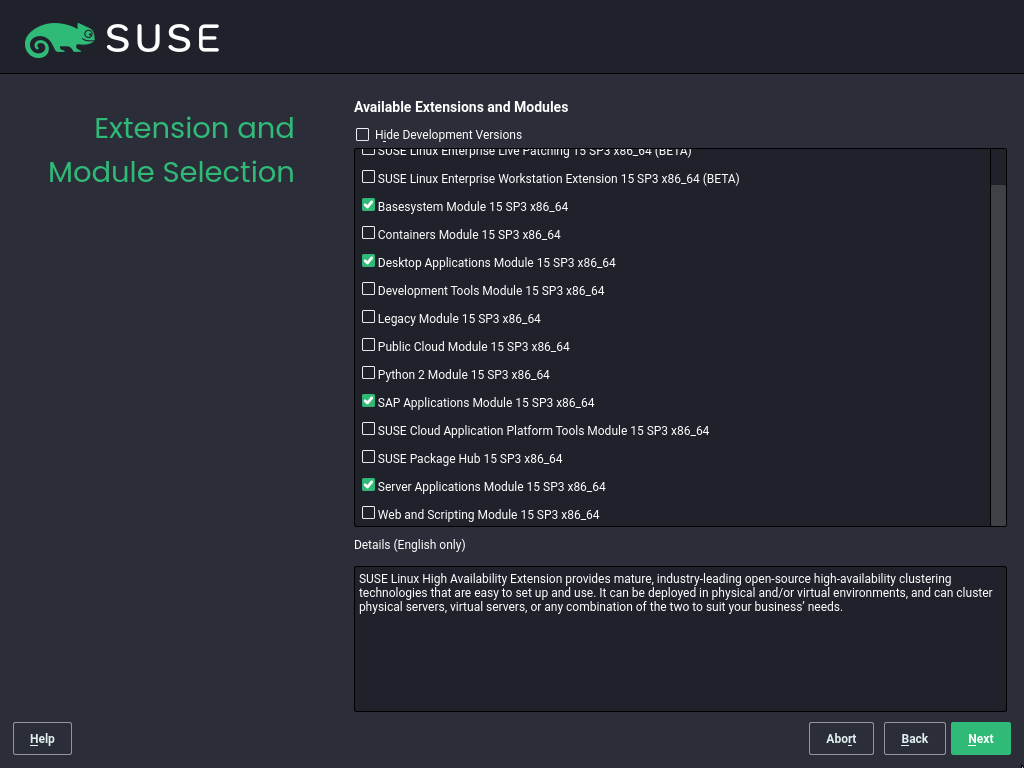 SUSE
Extension and
Module Selection
Available Extensions and Modules
Hide Development Versions
SUSE Linux Enterprise Live Patching 15 SP3 x86_64 (BETA)
SUSE Linux Enterprise Workstation Extension 15 SP3 x86_64 (BETA)
Basesystem Module 15 SP3 x86_64
Containers Module 15 SP3 x86_64
Desktop Applications Module 15 SP3 x86_64
Development Tools Module 15 SP3 x86_64
Legacy Module 15 SP3 x86_64
Public Cloud Module 15 SP3 x86_64
Python 2 Module 15 SP3 x86_64
SAP Applications Module 15 SP3 x86_64
SUSE Cloud Application Platform Tools Module 15 SP3 x86_64
SUSE Package Hub 15 SP3 x86_64
Server Applications Module 15 SP3 x86_64
Web and Scripting Module 15 SP3 x86_64
Details (English only)
SUSE Linux High Availability Extension provides mature, industry-leading open-source high-availability clustering
technologies that are easy to set up and use. It can be deployed in physical and/or virtual environments, and can cluster
physical servers, virtual servers, or any combination of the two to suit your business’ needs.
Help
Abort
Back
Next